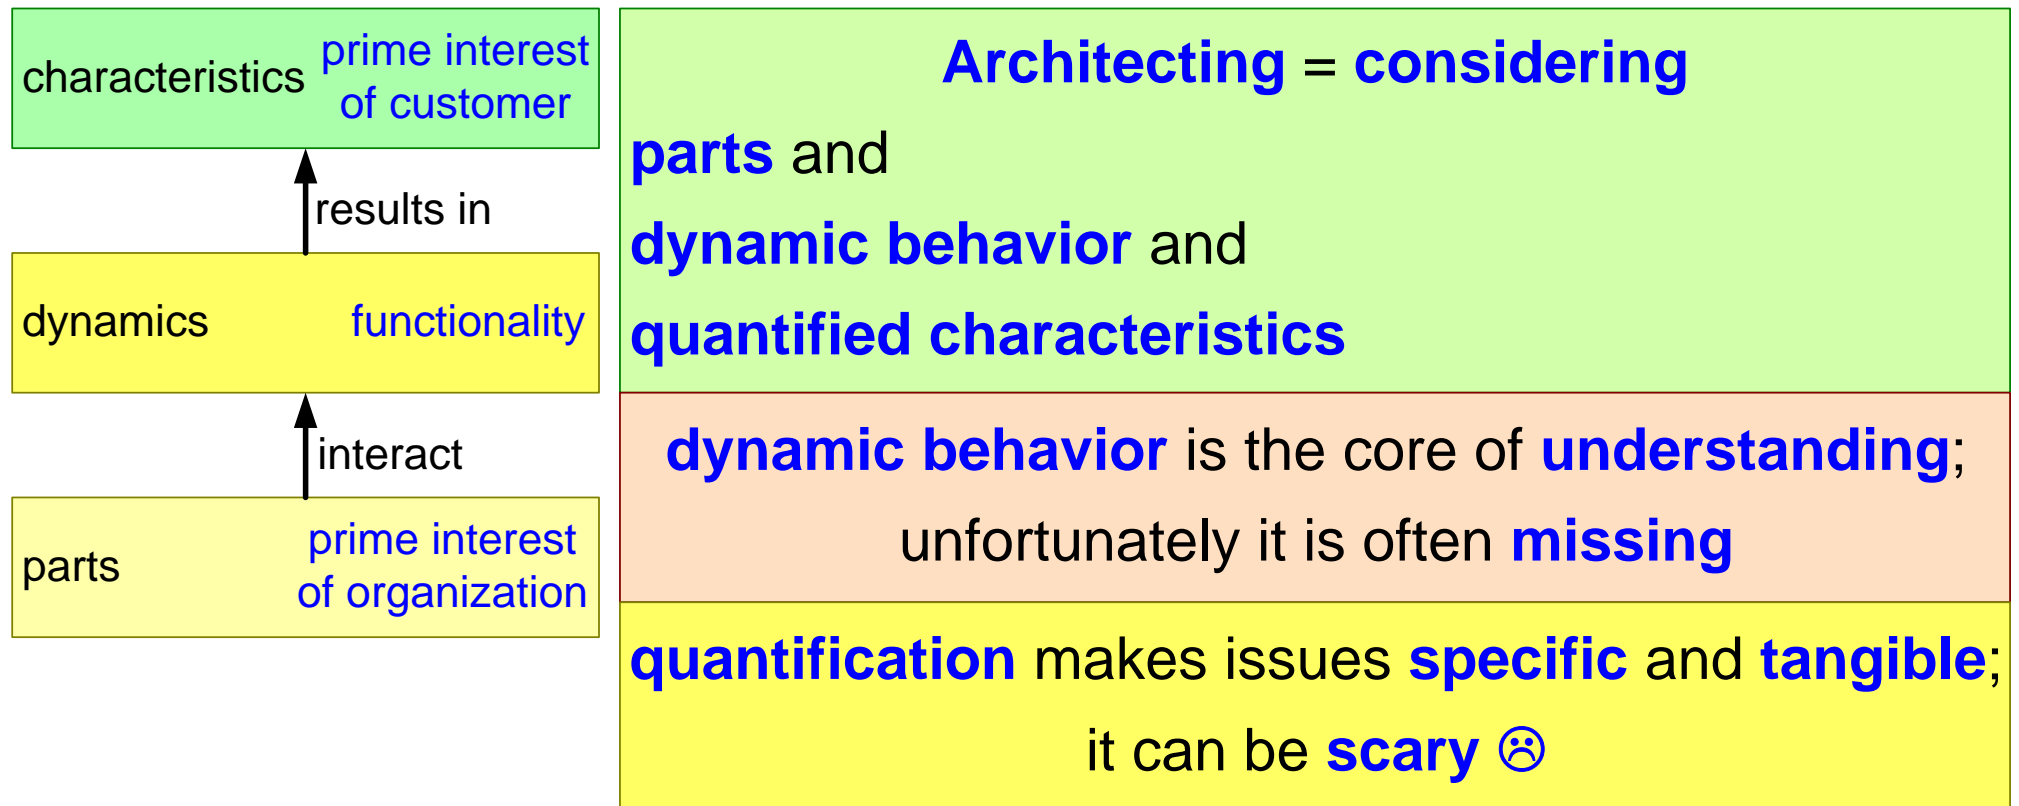 characteristics
prime interest
of customer
results in
dynamics
functionality
interact
parts
prime interest
of organization
Architecting = considering
parts and
dynamic behavior and
quantified characteristics
dynamic behavior is the core of understanding;
unfortunately it is often missing
quantification makes issues specific and tangible;
it can be scary ☹